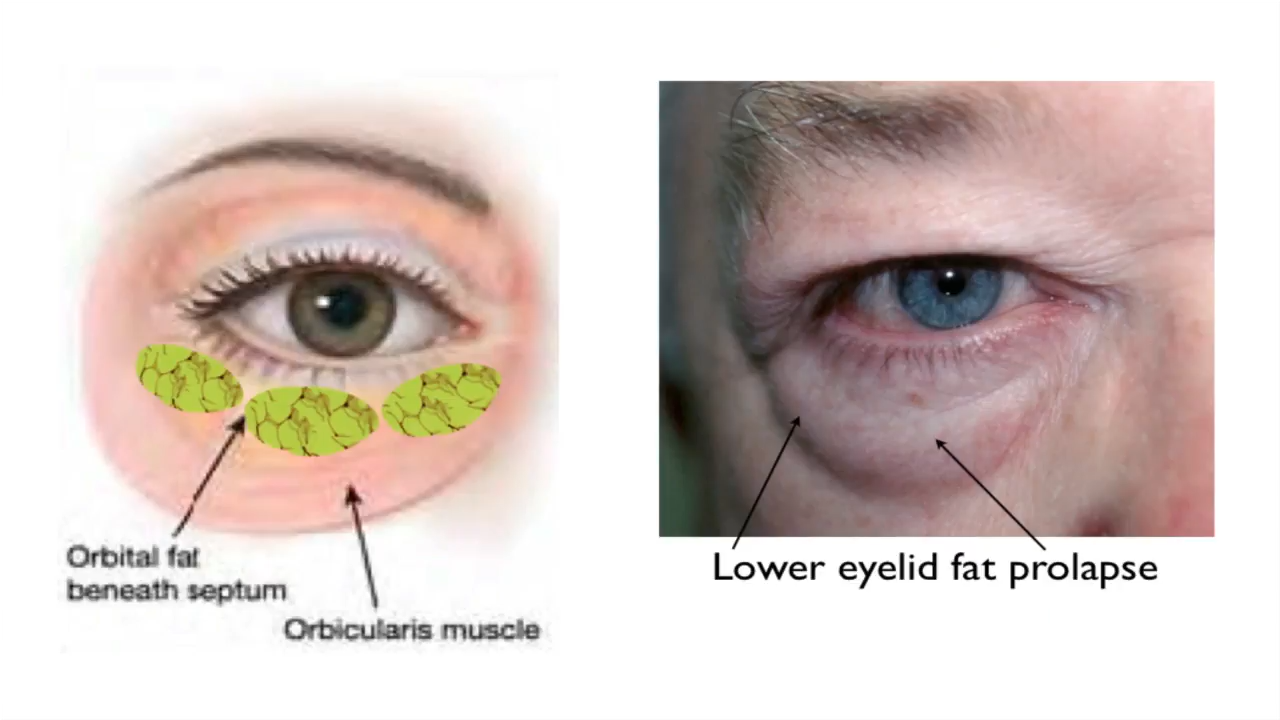 Orbital fat
beneath septum
Orbicularis muscle
Lower eyelid fat prolapse